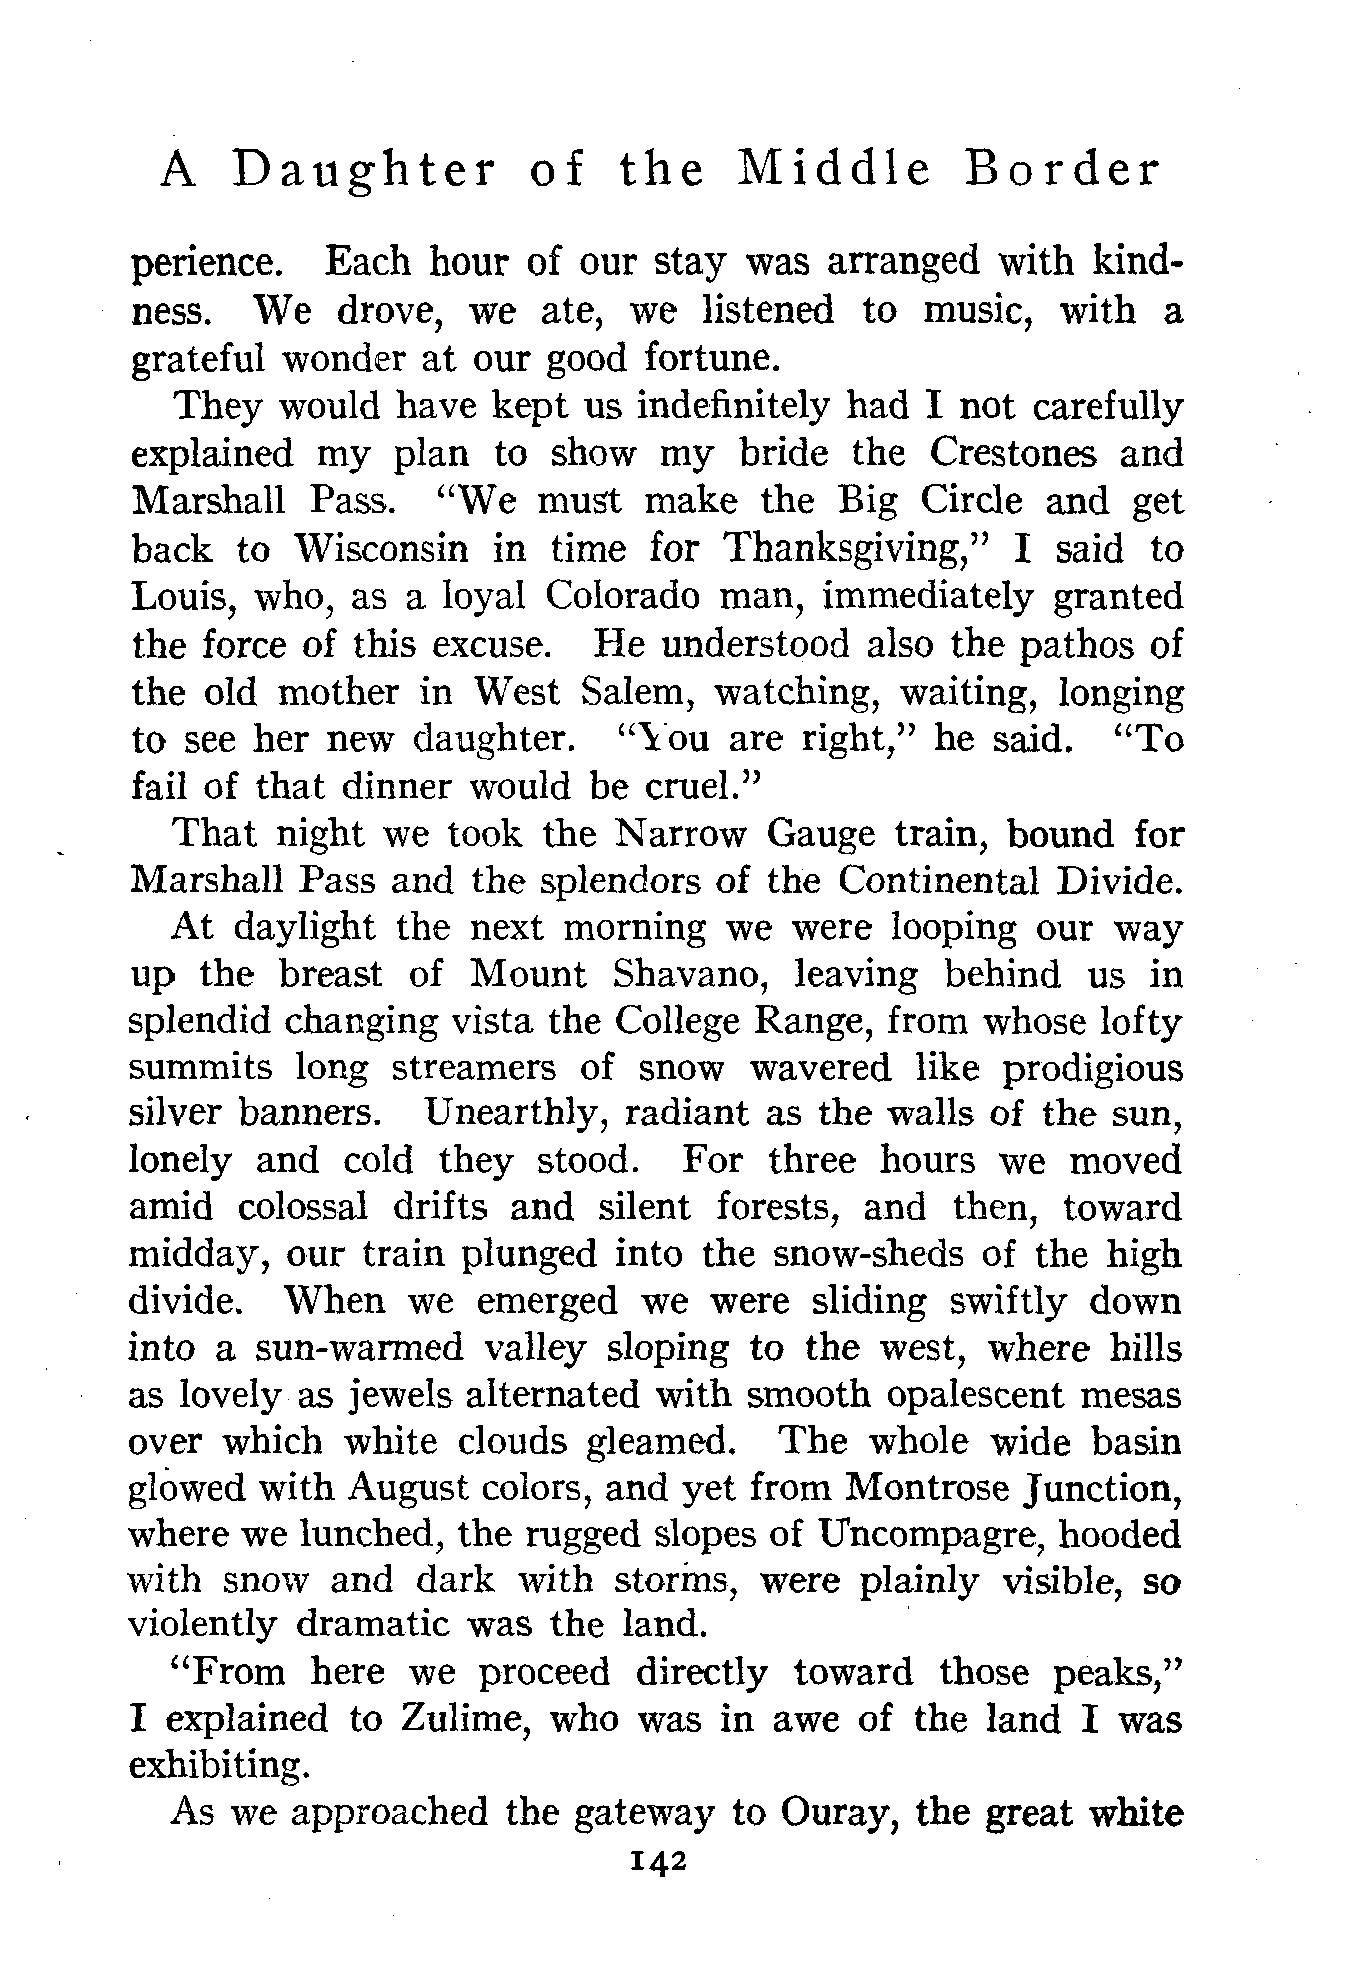 A Daughter of the Middle Border
perience. Each hour of our stay was arranged with kind-
ness. We drove, we ate, we listened to music, with a
grateful wonder at our good fortune.
They would have kept us indefinitely had I not carefully
explained my plan to show my bride the Crestones and
Marshall Pass. “We must make the Big Circle and get
back to Wisconsin in time for Thanksgiving,” I said to
Louis, who, as a loyal Colorado man, immediately granted
the force of this excuse. He understood also the pathos of
the old mother in West Salem, watching, waiting, longing
to see her new daughter. “You are right,” he said. “To
fail of that dinner would be cruel.”
That night we took the Narrow Gauge train, bound for
Marshall Pass and the splendors of the Continental Divide.
At daylight the next morning we were looping our way
up the breast of Mount Shavano, leaving behind us in
splendid changing vista the College Range, from whose lofty
summits long streamers of snow wavered like prodigious
silver banners. Unearthly, radiant as the walls of the sun,
lonely and cold they stood. For three hours we moved
amid colossal drifts and silent forests, and then, toward
midday, our train plunged into the snow-sheds of the high
divide. When we emerged we were sliding swiftly down
into a sun-warmed valley sloping to the west, where hills
as lovely as jewels alternated with smooth opalescent mesas
over which white clouds gleamed. The whole wide basin
glowed with August colors, and yet from Montrose Junction,
where we lunched, the rugged slopes of Uncompagre, hooded
with snow and dark with storms, were plainly visible, so
violently dramatic was the land.
“From here we proceed directly toward those peaks,”
I explained to Zulime, who was in awe of the land I was
exhibiting.
As we approached the gateway to Ouray, the great white
142